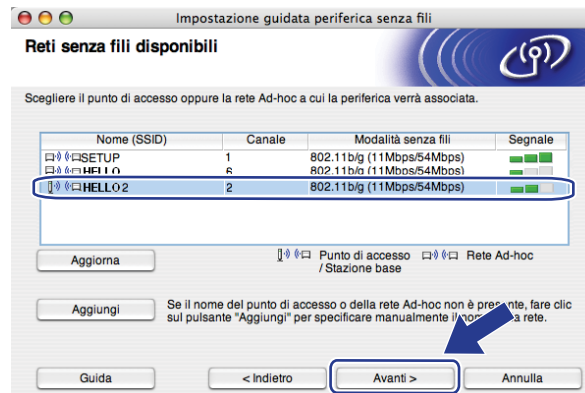 Impostazione guidata periferica senza fili
Reti senza fili disponibili
Scegliere il punto di accesso oppure la rete Ad-hoc a cui la periferica verrà associata.
Nome (SSID) Canale Modalità senza fili Segnale
SETUP 1 802.11b/g (11Mbps/54Mbps)
HELLO 6 802.11b/g (11Mbps/54Mbps)
HELLO2 2 802.11b/g (11Mbps/54Mbps)
Aggiorna
Punto di accesso Rete Ad-hoc
/ Stazione base
Aggiungi
Se il nome del punto di accesso o della rete Ad-hoc non è presente, fare clic
sul pulsante "Aggiungi" per specificare manualmente il rete.
Guida < Indietro Avanti > Annulla